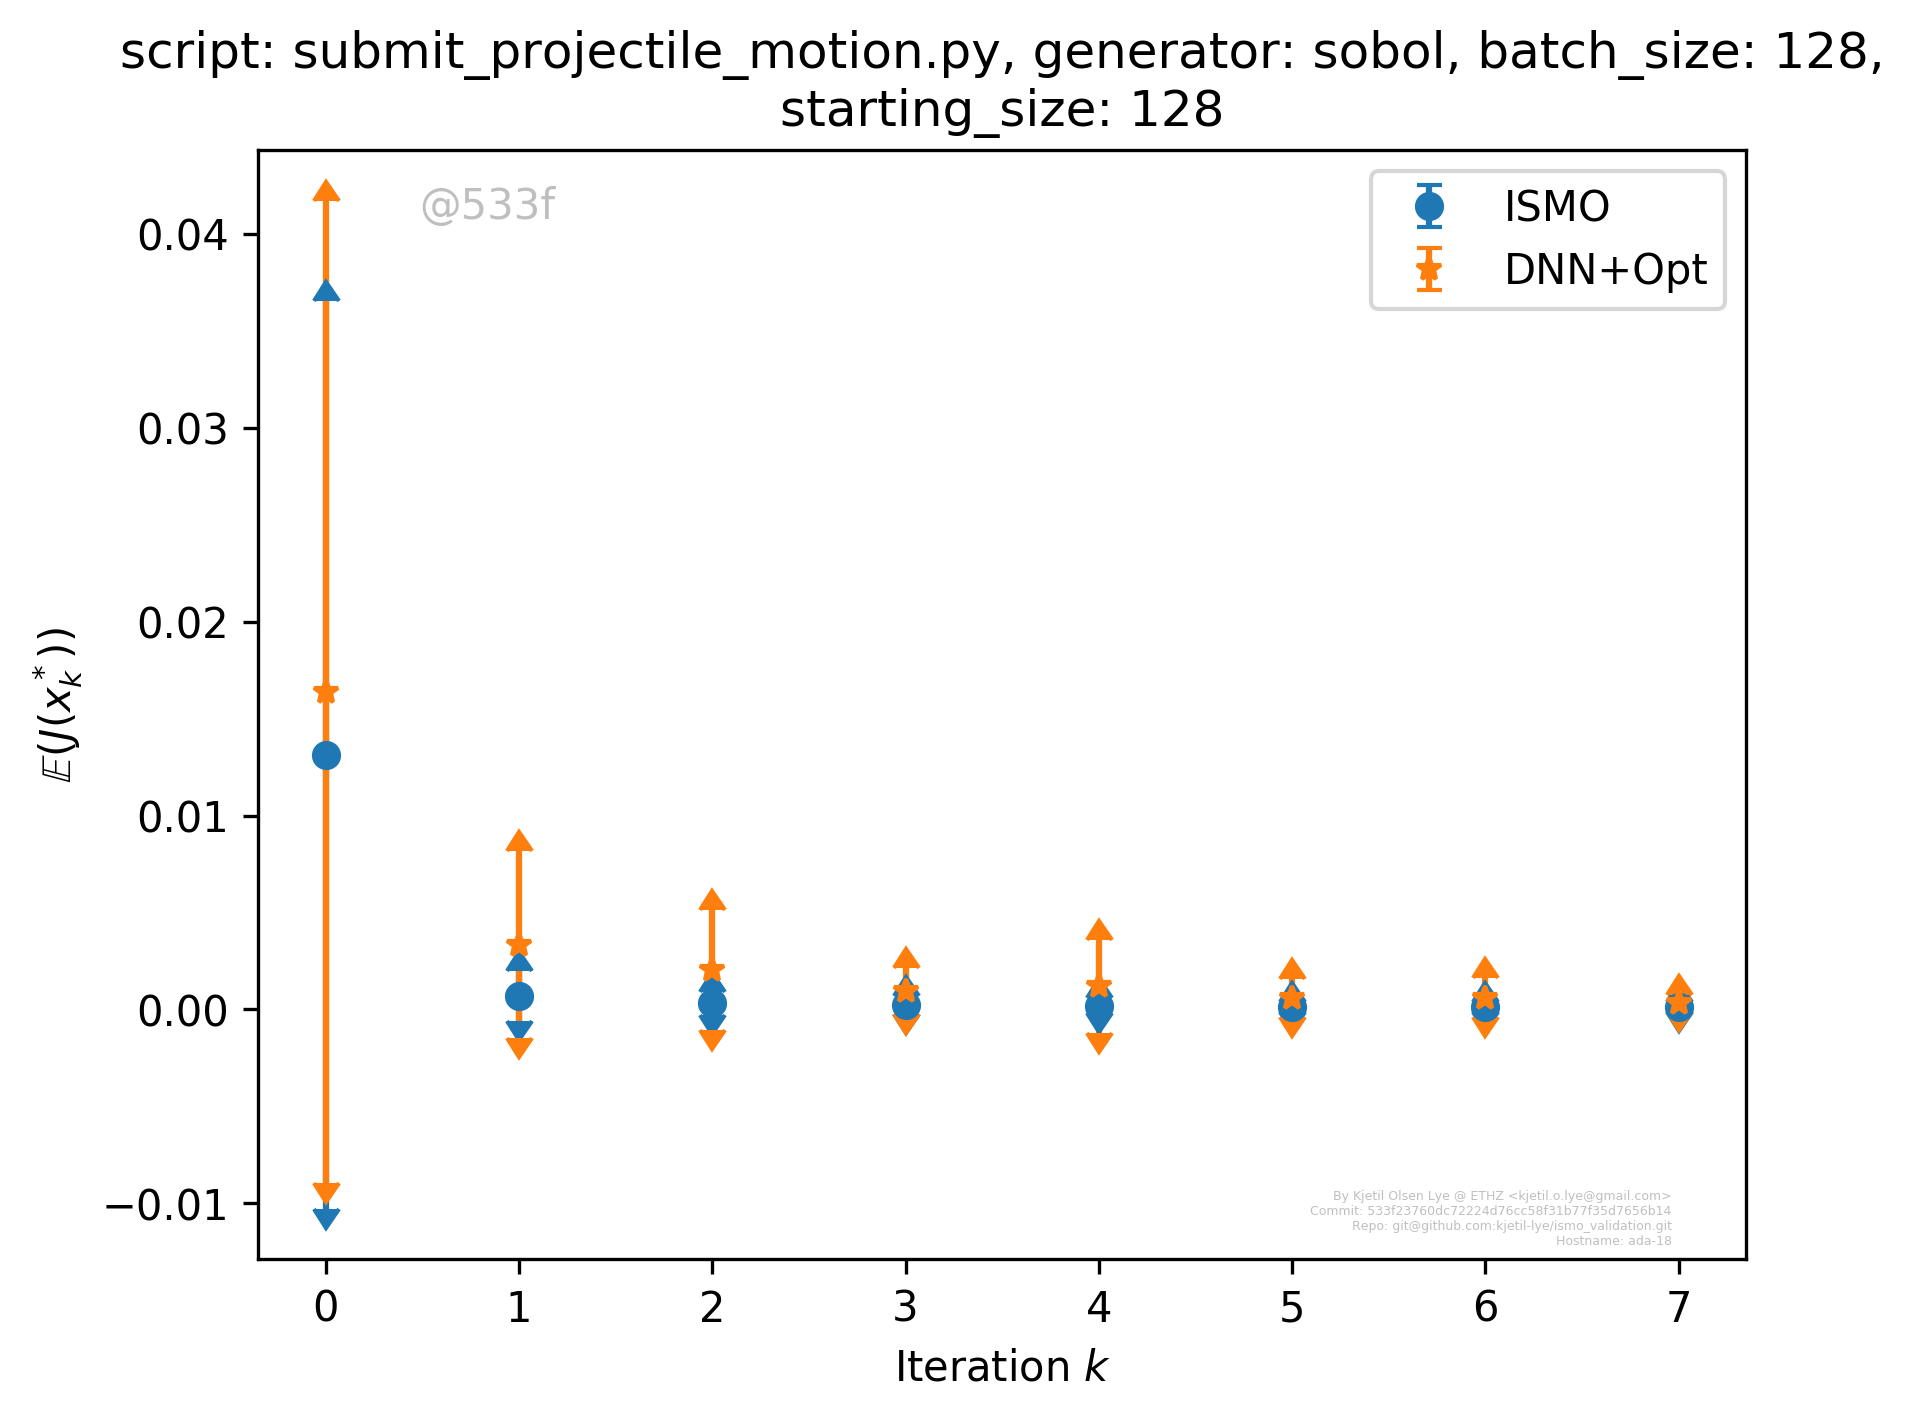 script: submit_projectile_motion.py, generator: sobol, batch_size: 128,
starting_size: 128
@533f
ISMO
DNN+Opt
0.04
0.03
0.02
0.01
0.00
−0.01
𝔼(J(x*k))
By Kjetil Olsen Lye @ ETHZ <kjetil.o.lye@gmail.com>
Commit: 533f23760dc72224d76cc58f31b77f35d7656b14
Repo: git@github.com:kjetil-lye/ismo_validation.git
Hostname: ada-18
0 1 2 3 4 5 6 7
Iteration k